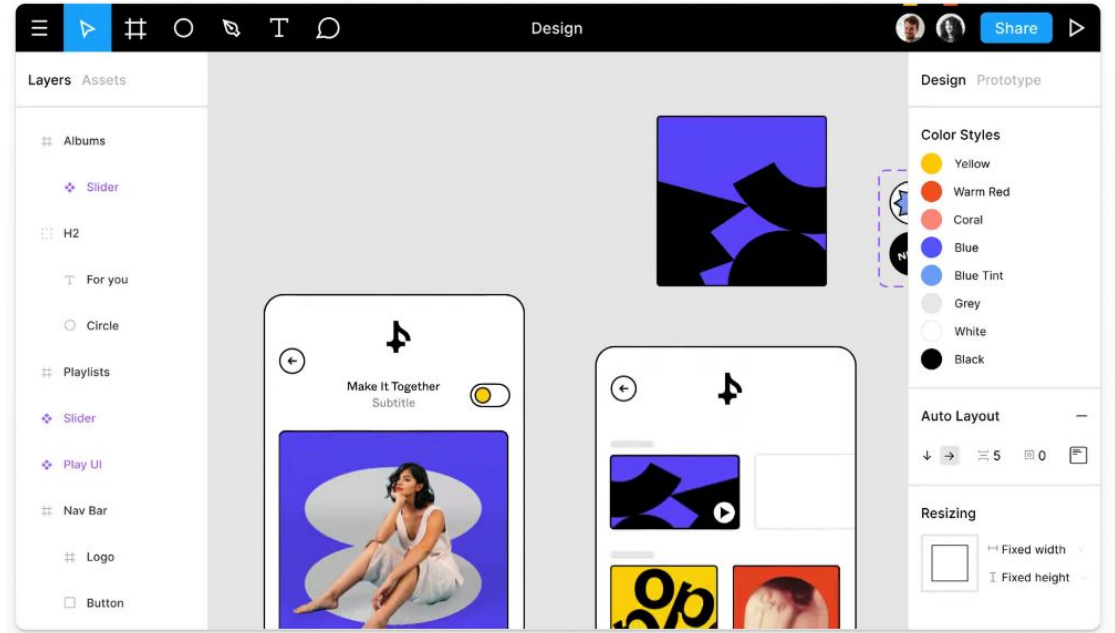 Design
Share
Layers Assets
Albums
Slider
H2
For you
Circle
Playlists
Slider
Play UI
Nav Bar
Logo
Button
Make It Together
Subtitle
Design Prototype
Color Styles
Yellow
Warm Red
Coral
Blue
Blue Tint
Grey
White
Black
Auto Layout
5 0
Resizing
Fixed width
Fixed height